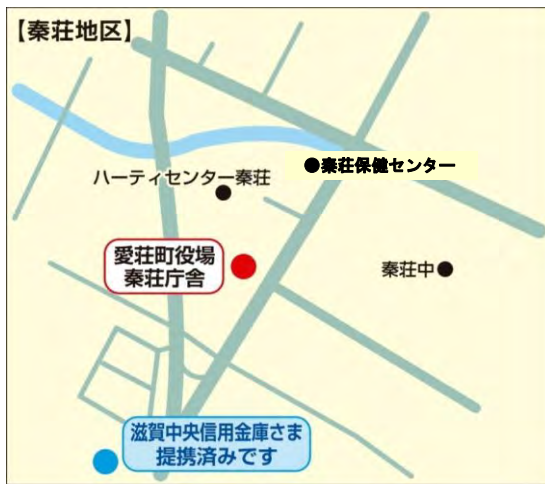 【秦荘地区】
●秦荘保健センター
ハーティセンター秦荘
愛荘町役場
秦荘庁舎
秦荘中
滋賀中央信用金庫さま
提携済みです